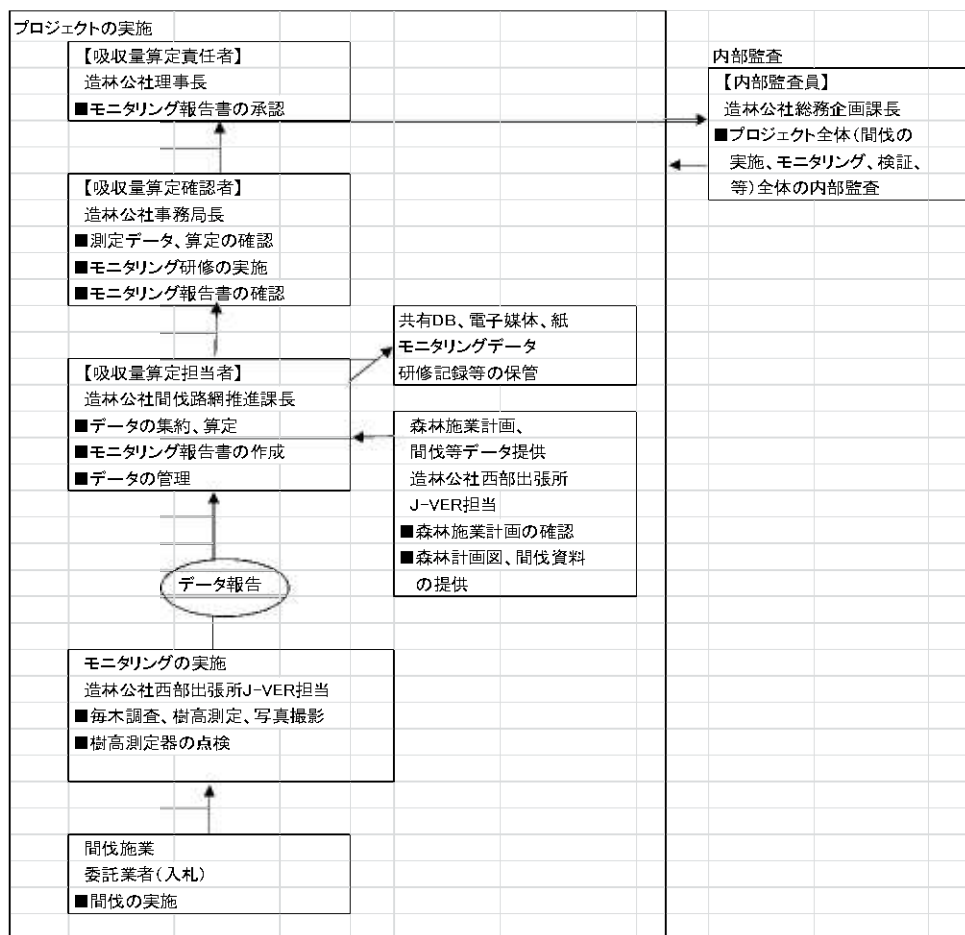 プロジェクトの実施
【吸収量算定責任者】
造林公社理事長
■モニタリング報告書の承認
内部監査
【内部監査員】
造林公社総務企画課長
■プロジェクト全体(間伐の
実施、モニタリング、検証、
等)全体の内部監査
【吸収量算定確認者】
造林公社事務局長
■測定データ、算定の確認
■モニタリング研修の実施
■モニタリング報告書の確認
共有DB、電子媒体、紙
モニタリングデータ
研修記録等の保管
【吸収量算定担当者】
造林公社間伐路網推進課長
■データの集約、算定
■モニタリング報告書の作成
■データの管理
森林施業計画、
間伐等データ提供
造林公社西部出張所
J-VER担当
■森林施業計画の確認
■森林計画図、間伐資料
の提供
データ報告
モニタリングの実施
造林公社西部出張所J-VER担当
■毎木調査、樹高測定、写真撮影
■樹高測定器の点検
間伐施業
委託業者(入札)
■間伐の実施